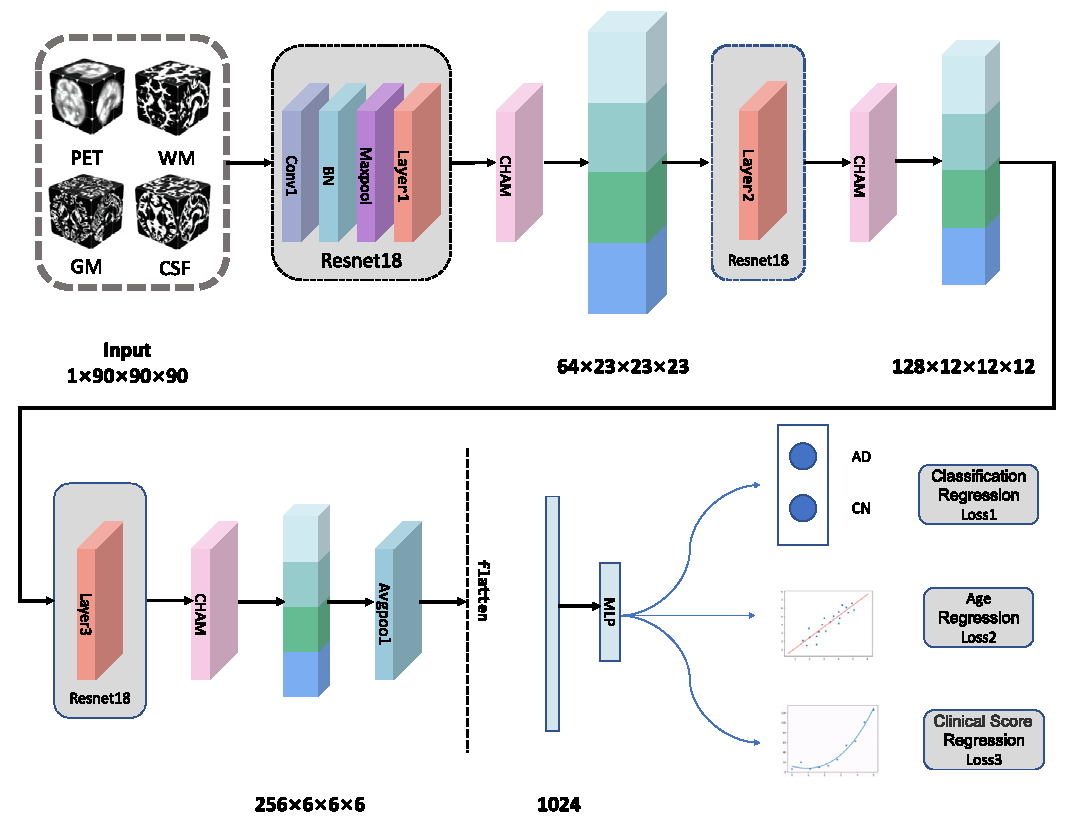 PET
WM
GM
CSF
Input
1×90×90×90
Conv1
BN
Maxpool
Layer1
Resnet18
CHAM
64×23×23×23
Layer2
Resnet18
CHAM
128×12×12×12
Layer3
Resnet18
CHAM
Avgpool
256×6×6×6
flatten
1024
MLP
AD
CN
Classification
Regression
Loss1
Age
Regression
Loss2
Clinical Score
Regression
Loss3